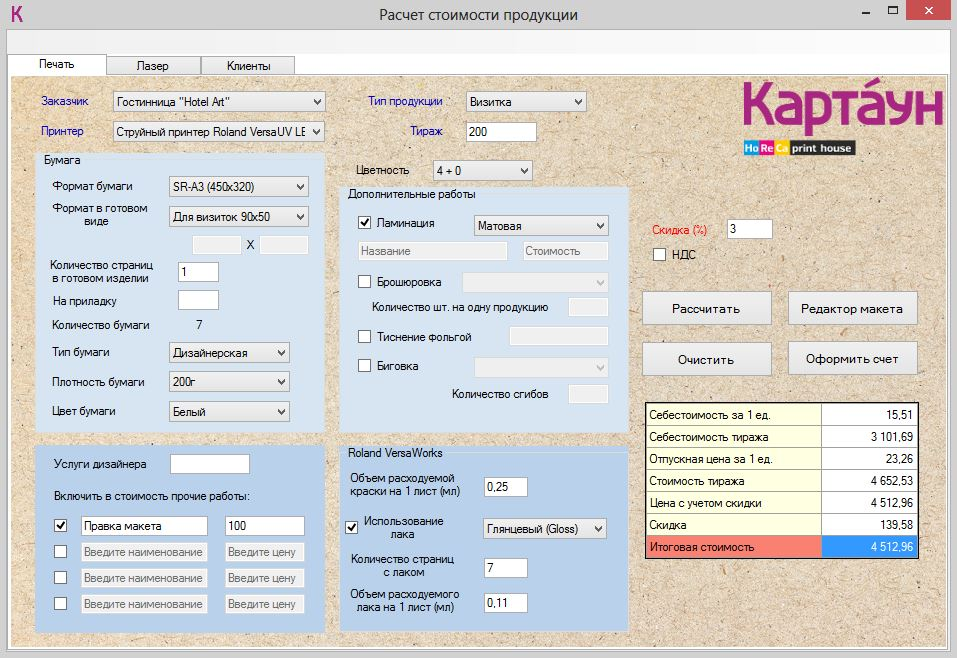 К
Расчет стоимости продукции
Печать
Лазер
Клиенты
Заказчик
Гостинница "Hotel Art"
Тип продукции
Визитка
Принтер
Струйный принтер Roland VersaUV LE
Тираж
200
Картáун
HoReCa print house
Бумага
Цветность
4 + 0
Формат бумаги
SR-A3 (450x320)
Формат в готовом
виде
Для визиток 90x50
X
Количество страниц
в готовом изделии
1
На приладку
Количество бумаги
7
Тип бумаги
Дизайнерская
Плотность бумаги
200г
Цвет бумаги
Белый
Дополнительные работы
Ламинация
Матовая
Название
Стоимость
Брошюровка
Количество шт. на одну продукцию
Тиснение фольгой
Биговка
Количество сгибов
Скидка (%)
3
НДС
Рассчитать
Редактор макета
Очистить
Оформить счет
Себестоимость за 1 ед.
15,51
Себестоимость тиража
3 101,69
Отпускная цена за 1 ед.
23,26
Стоимость тиража
4 652,53
Цена с учетом скидки
4 512,96
Скидка
139,58
Итоговая стоимость
4 512,96
Услуги дизайнера
Включить в стоимость прочие работы:
Правка макета
100
Введите наименование
Введите цену
Введите наименование
Введите цену
Введите наименование
Введите цену
Roland VersaWorks
Объем расходуемой
краски на 1 лист (мл)
0,25
Использование
лака
Глянцевый (Gloss)
Количество страниц
с лаком
7
Объем расходуемого
лака на 1 лист (мл)
0,11